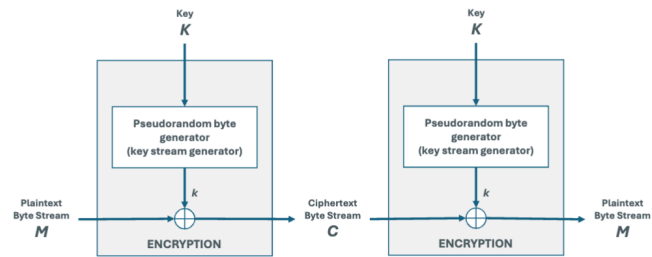 Key
K
Pseudorandom byte
generator
(key stream generator)
k
Plaintext
Byte Stream
M
ENCRYPTION
Ciphertext
Byte Stream
C
Key
K
Pseudorandom byte
generator
(key stream generator)
k
ENCRYPTION
Plaintext
Byte Stream
M